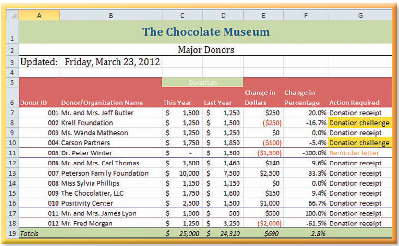 A B C D E F G
1 The Chocolate Museum
2 Major Donors
3 Updated: Friday, March 23, 2012
4
5 Donation
Change in Change in
6 Donor ID Donor/Organization Name This Year Last Year Dollars Percentage Action Required
7 001 Mr. and Mrs. Jeff Butler $ 1,500 $ 1,250 $250 20.0% Donation receipt
8 002 Krell Foundation $ 1,250 $ 1,500 ($250) -16.7% Donation challenge
9 003 Ms. Wanda Matheson $ 1,250 $ 1,250 $0 0.0% Donation receipt
10 004 Carson Partners $ 1,750 $ 1,850 ($100) -5.4% Donation challenge
11 005 Dr. Peter Winter $ - $ 1,500 ($1,500) -100.0% Reminder letter
12 006 Mr. and Mrs. Carl Thomas $ 1,600 $ 1,460 $140 9.6% Donation receipt
13 007 Peterson Family Foundation $ 10,000 $ 7,500 $2,500 33.3% Donation receipt
14 008 Miss Sylvia Phillips $ 1,150 $ 1,150 $0 0.0% Donation receipt
15 009 The Chocolatier, LLC $ 1,750 $ 1,600 $150 9.4% Donation receipt
16 010 Positivity Center $ 2,500 $ 1,500 $1,000 66.7% Donation receipt
17 011 Mr. and Mrs. James Lyon $ 1,000 $ 500 $500 100.0% Donation receipt
18 012 Mr. Fred Morgan $ 1,250 $ 3,250 ($2,000) -61.5% Donation receipt
19 Totals $ 25,000 $ 24,310 $690 2.8%